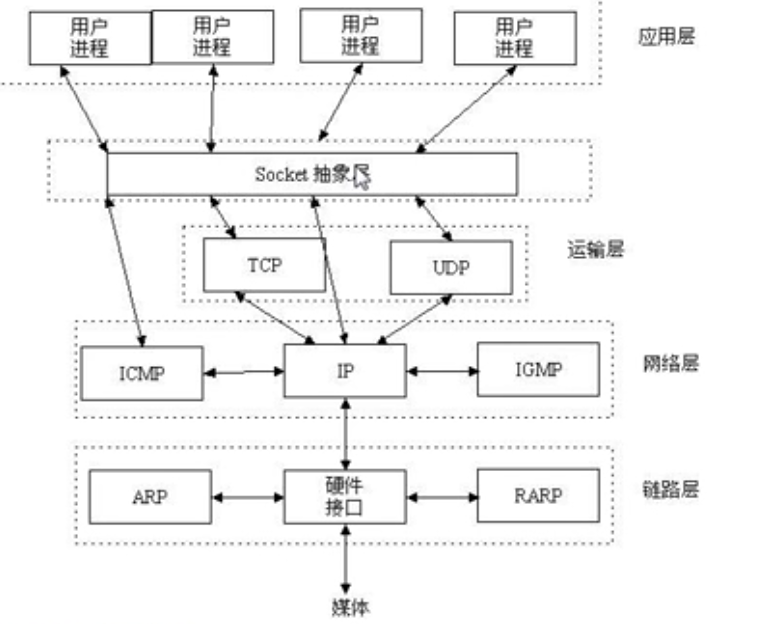 用户
进程
用户
进程
用户
进程
用户
进程
应用层
Socket 抽象层
TCP
UDP
运输层
ICMP
IP
IGMP
网络层
ARP
硬件
接口
RARP
链路层
媒体